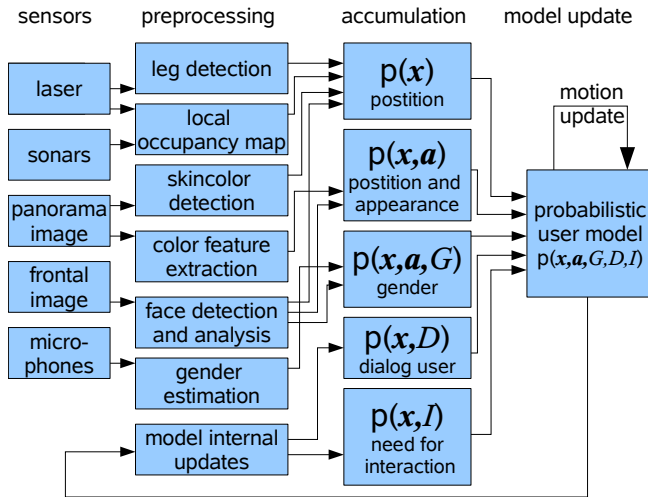 sensors
preprocessing
accumulation
model update
laser
sonars
panorama
image
frontal
image
micro-
phones
leg detection
local
occupancy map
skincolor
detection
color feature
extraction
face detection
and analysis
gender
estimation
model internal
updates
p(x)
postition
p(x,a)
postition and
appearance
p(x,a,G)
gender
p(x,D)
dialog user
p(x,I)
need for
interaction
motion
update
probabilistic
user model
p(x,a,G,D,I)